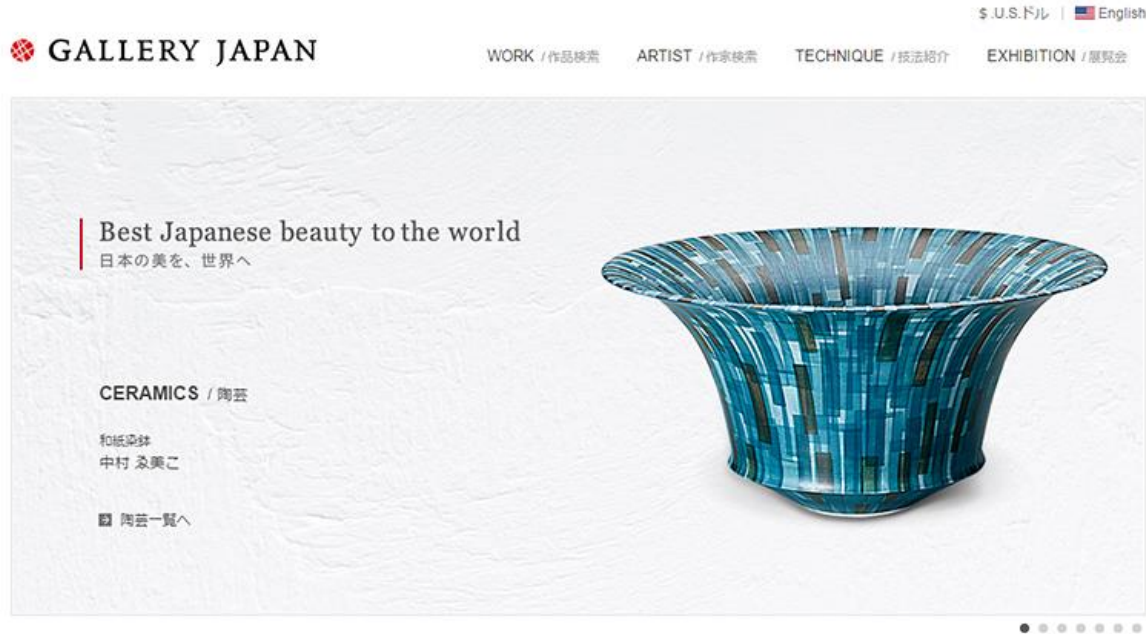 $ .U.S.ドル | English
GALLERY JAPAN
WORK / 作品検索 ARTIST / 作家検索 TECHNIQUE / 技法紹介 EXHIBITION / 展覧会
Best Japanese beauty to the world
日本の美を、世界へ
CERAMICS / 陶芸
和紙染鉢
中村 ゑ美こ
陶芸一覧へ